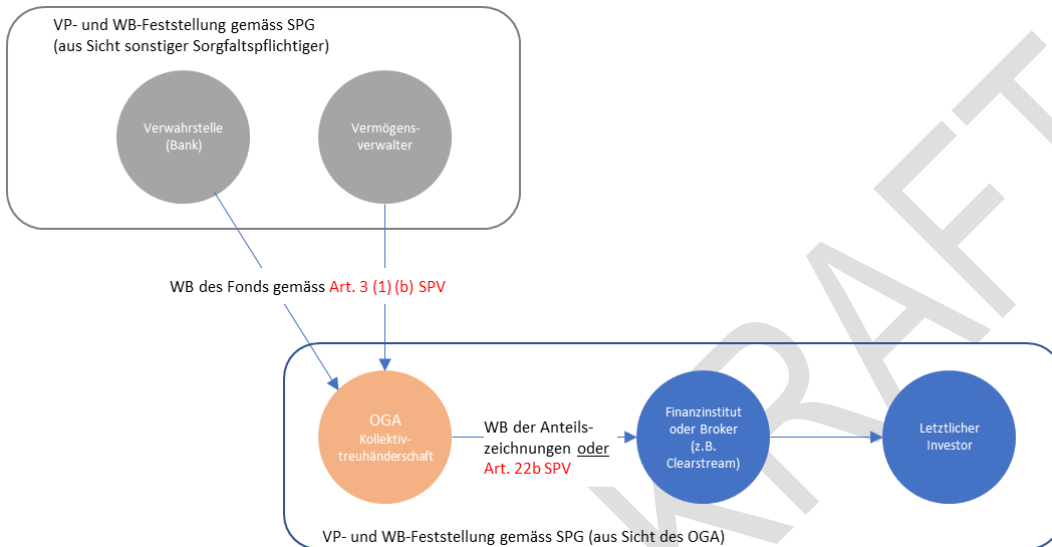 VP- und WB-Feststellung gemäss SPG
(aus Sicht sonstiger Sorgfaltspflichtiger)
Verwahrstelle
(Bank)
Vermögens-
verwalter
WB des Fonds gemäss Art. 3 (1) (b) SPV
OGA
Kollektiv-
treuhänderschaft
WB der Anteils-
zeichnungen oder
Art. 22b SPV
Finanzinstitut
oder Broker
(z.B.
Clearstream)
Letztlicher
Investor
VP- und WB-Feststellung gemäss SPG (aus Sicht des OGA)
KRAFT